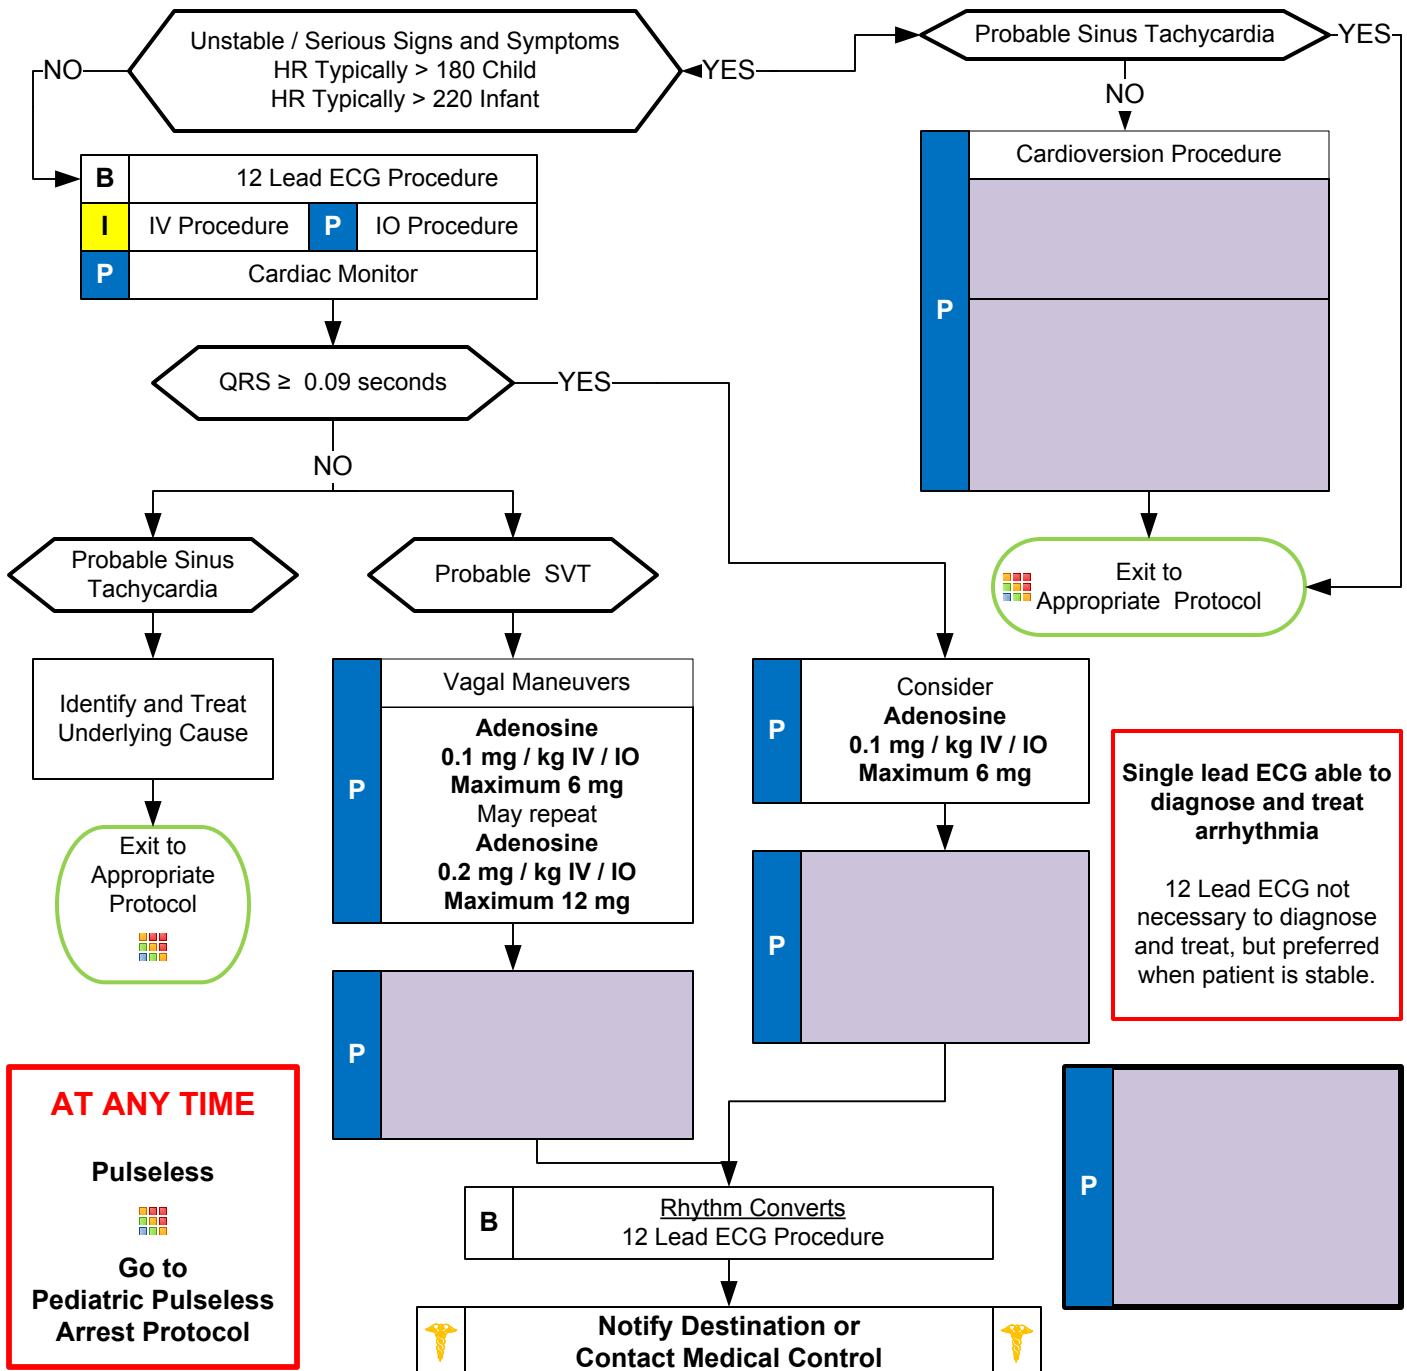 Unstable / Serious Signs and Symptoms
HR Typically > 180 Child
HR Typically > 220 Infant
NO
YES
Probable Sinus Tachycardia
YES
NO
B
12 Lead ECG Procedure
I
IV Procedure
P
IO Procedure
P
Cardiac Monitor
P
Cardioversion Procedure
QRS ≥ 0.09 seconds
YES
NO
Probable Sinus
Tachycardia
Probable SVT
Exit to
Appropriate Protocol
Identify and Treat
Underlying Cause
P
Vagal Maneuvers
Adenosine
0.1 mg / kg IV / IO
Maximum 6 mg
May repeat
Adenosine
0.2 mg / kg IV / IO
Maximum 12 mg
P
Consider
Adenosine
0.1 mg / kg IV / IO
Maximum 6 mg
Single lead ECG able to
diagnose and treat
arrhythmia
12 Lead ECG not
necessary to diagnose
and treat, but preferred
when patient is stable.
Exit to
Appropriate
Protocol
P
P
P
AT ANY TIME
Pulseless
Go to
Pediatric Pulseless
Arrest Protocol
B
Rhythm Converts
12 Lead ECG Procedure
Notify Destination or
Contact Medical Control